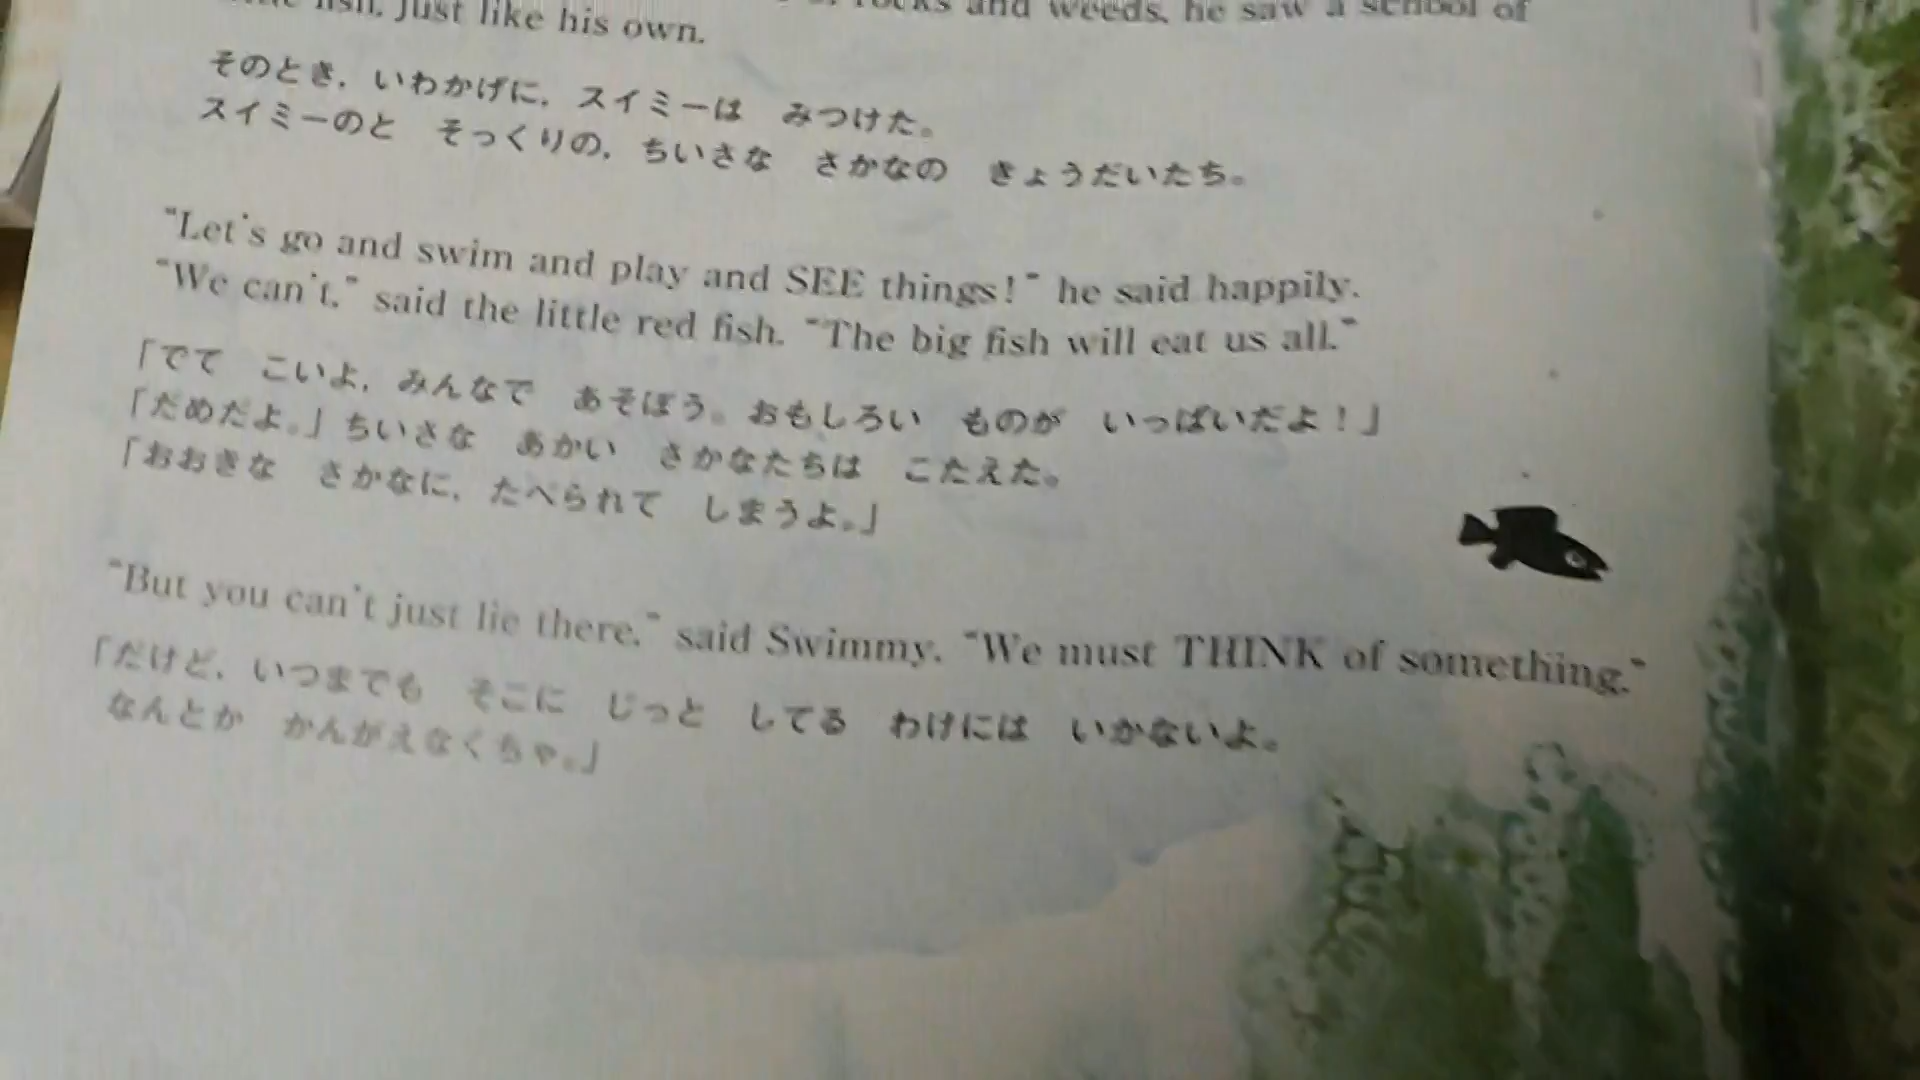 fish, just like his own.
rocks and weeds, he saw a school of
そのとき、いわかげに、スイミーは みつけた。
スイミーのと そっくりの、ちいさな さかなの きょうだいたち。
"Let's go and swim and play and SEE things!" he said happily.
"We can't," said the little red fish. "The big fish will eat us all."
「でて こいよ、みんなで あそぼう。おもしろい ものが いっぱいだよ！」
「だめだよ。」ちいさな あかい さかなたちは こたえた。
「おおきな さかなに、たべられて しまうよ。」
"But you can't just lie there," said Swimmy. "We must THINK of something."
「だけど、いつまでも そこに じっと してる わけには いかないよ。
なんとか かんがえなくちゃ。」